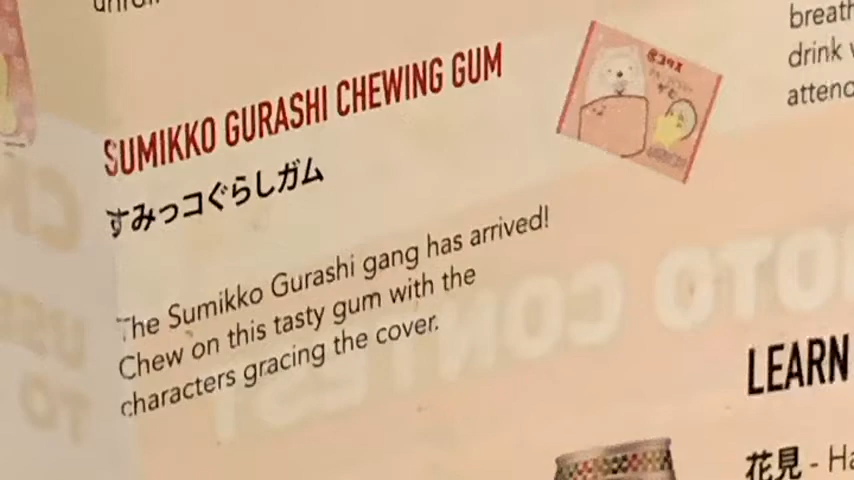 SUMIKKO GURASHI CHEWING GUM
すみっコぐらしガム
The Sumikko Gurashi gang has arrived!
Chew on this tasty gum with the
characters gracing the cover.
breath
drink
attend
LEARN
花見 - Ha